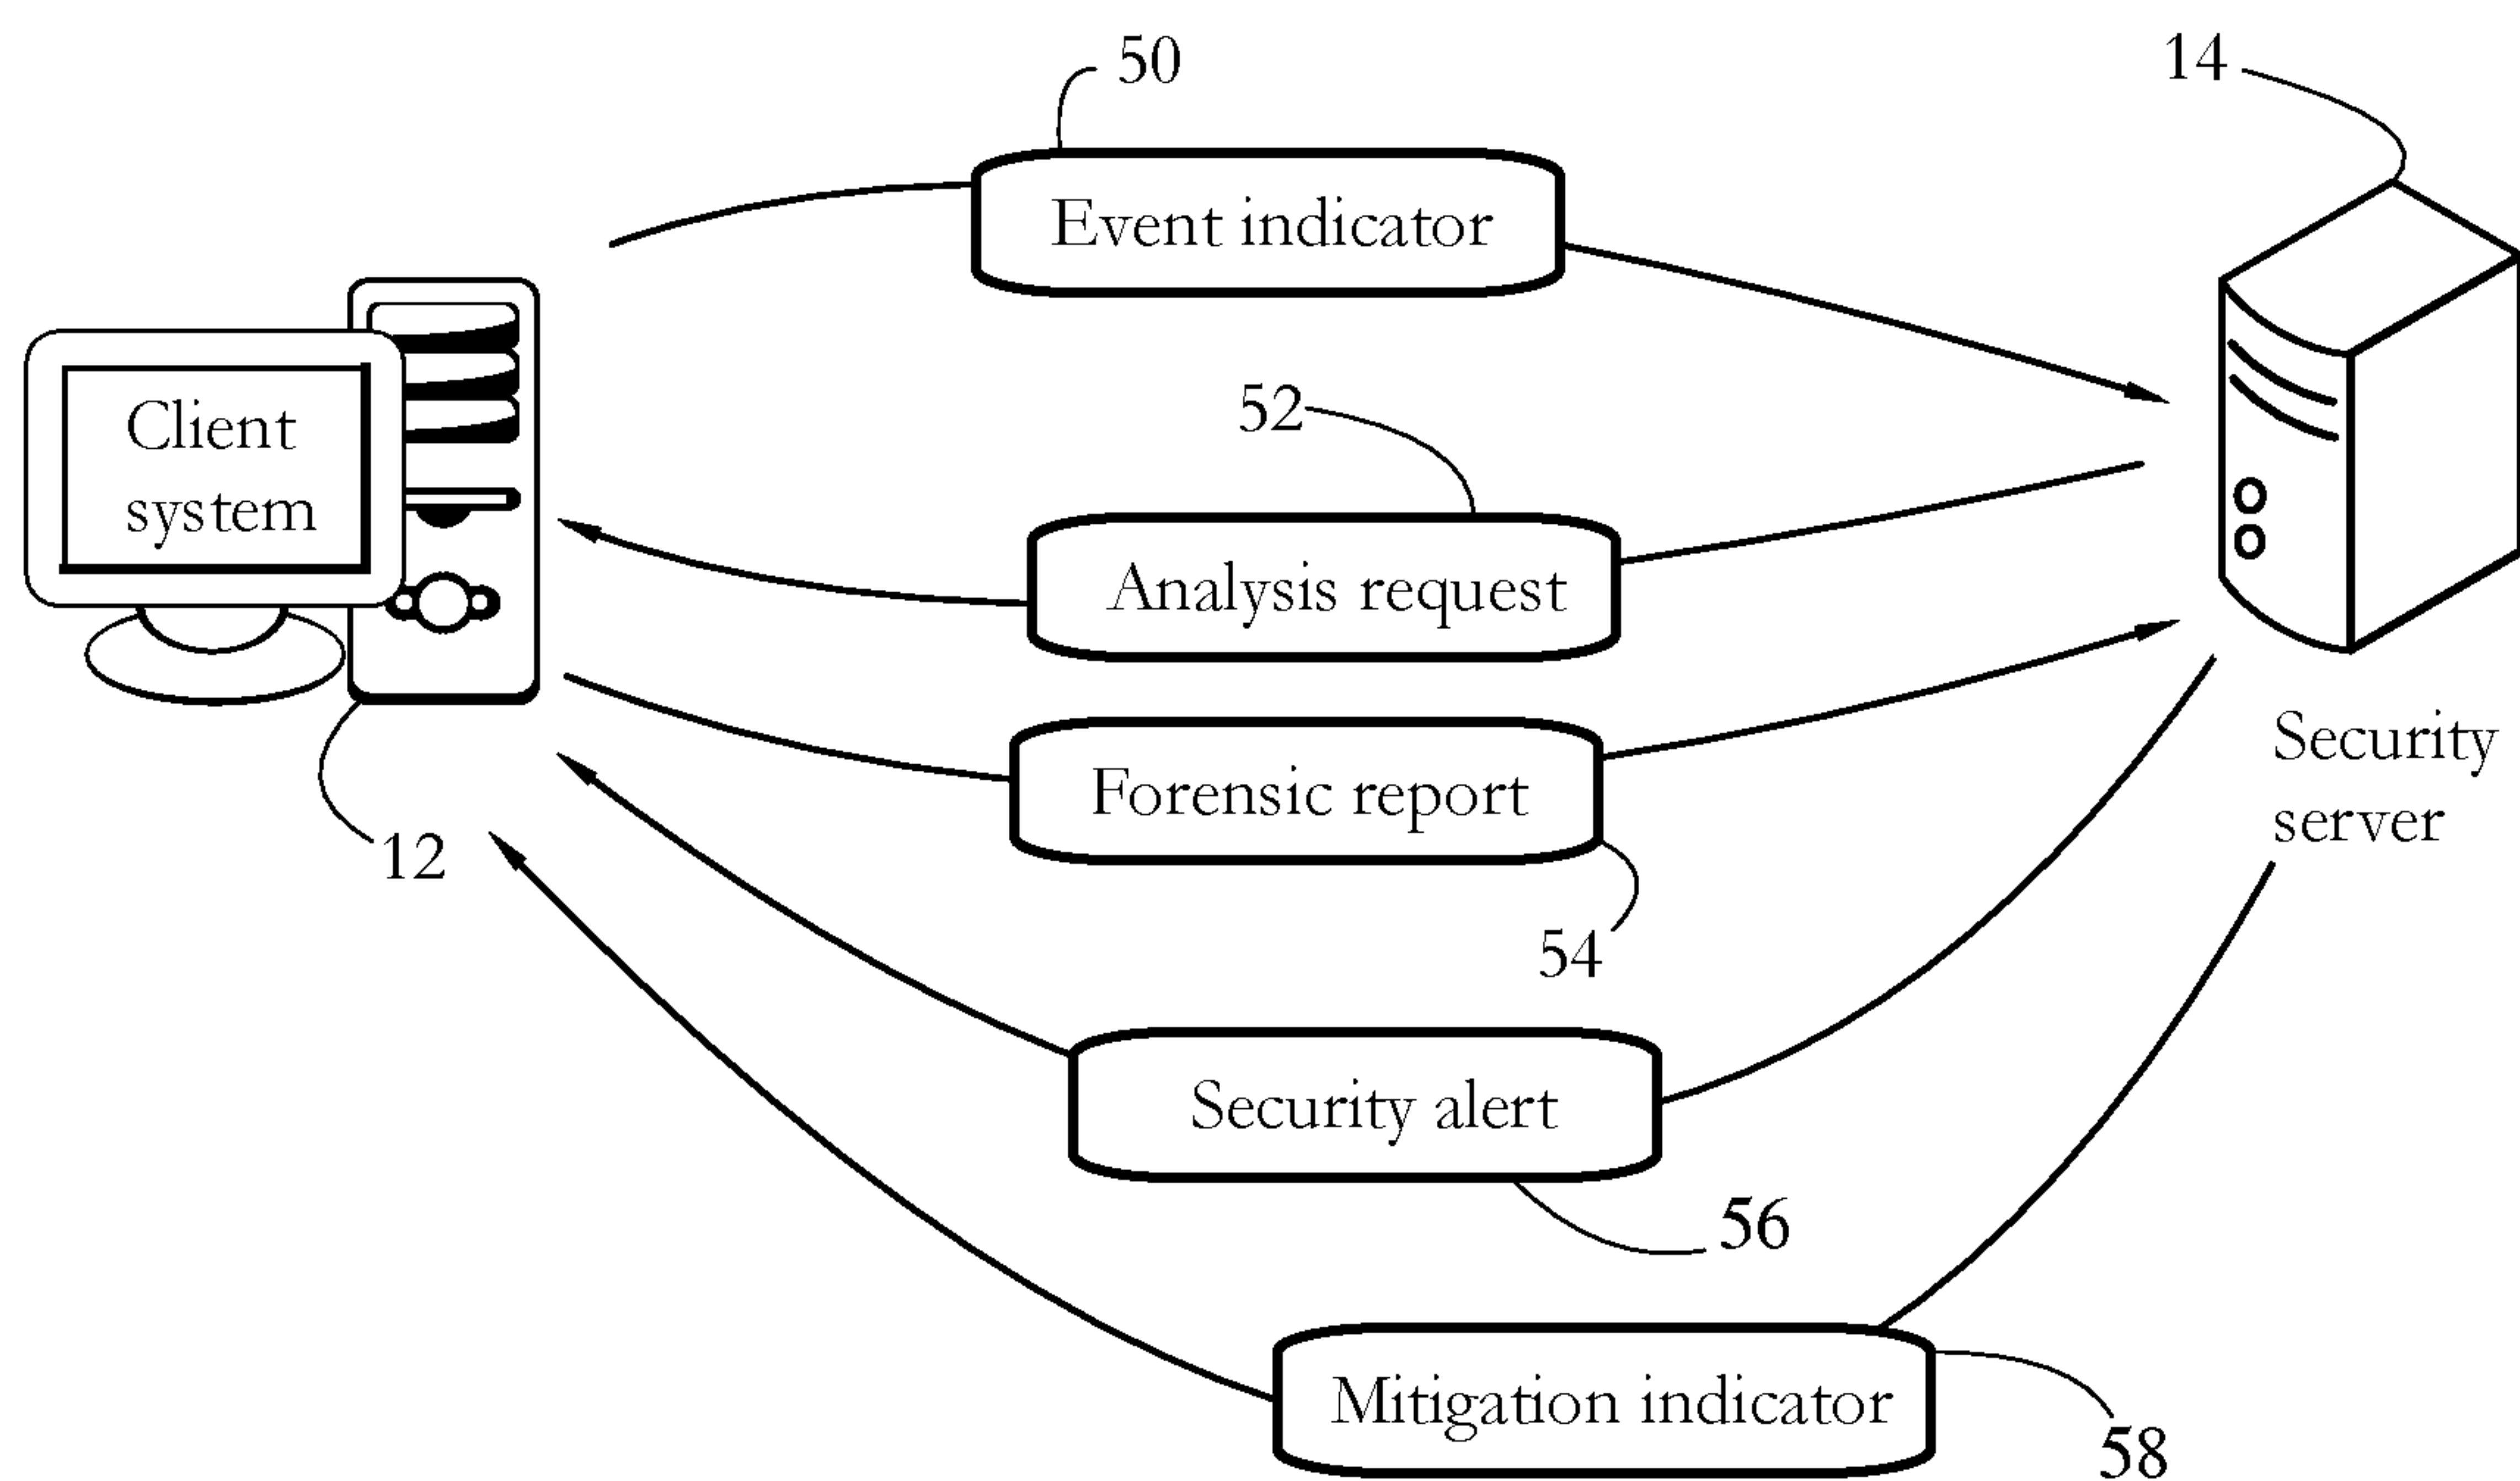 50
14
Event indicator
52
Client
system
Analysis request
Forensic report
Security
server
12
54
Security alert
56
Mitigation indicator
58